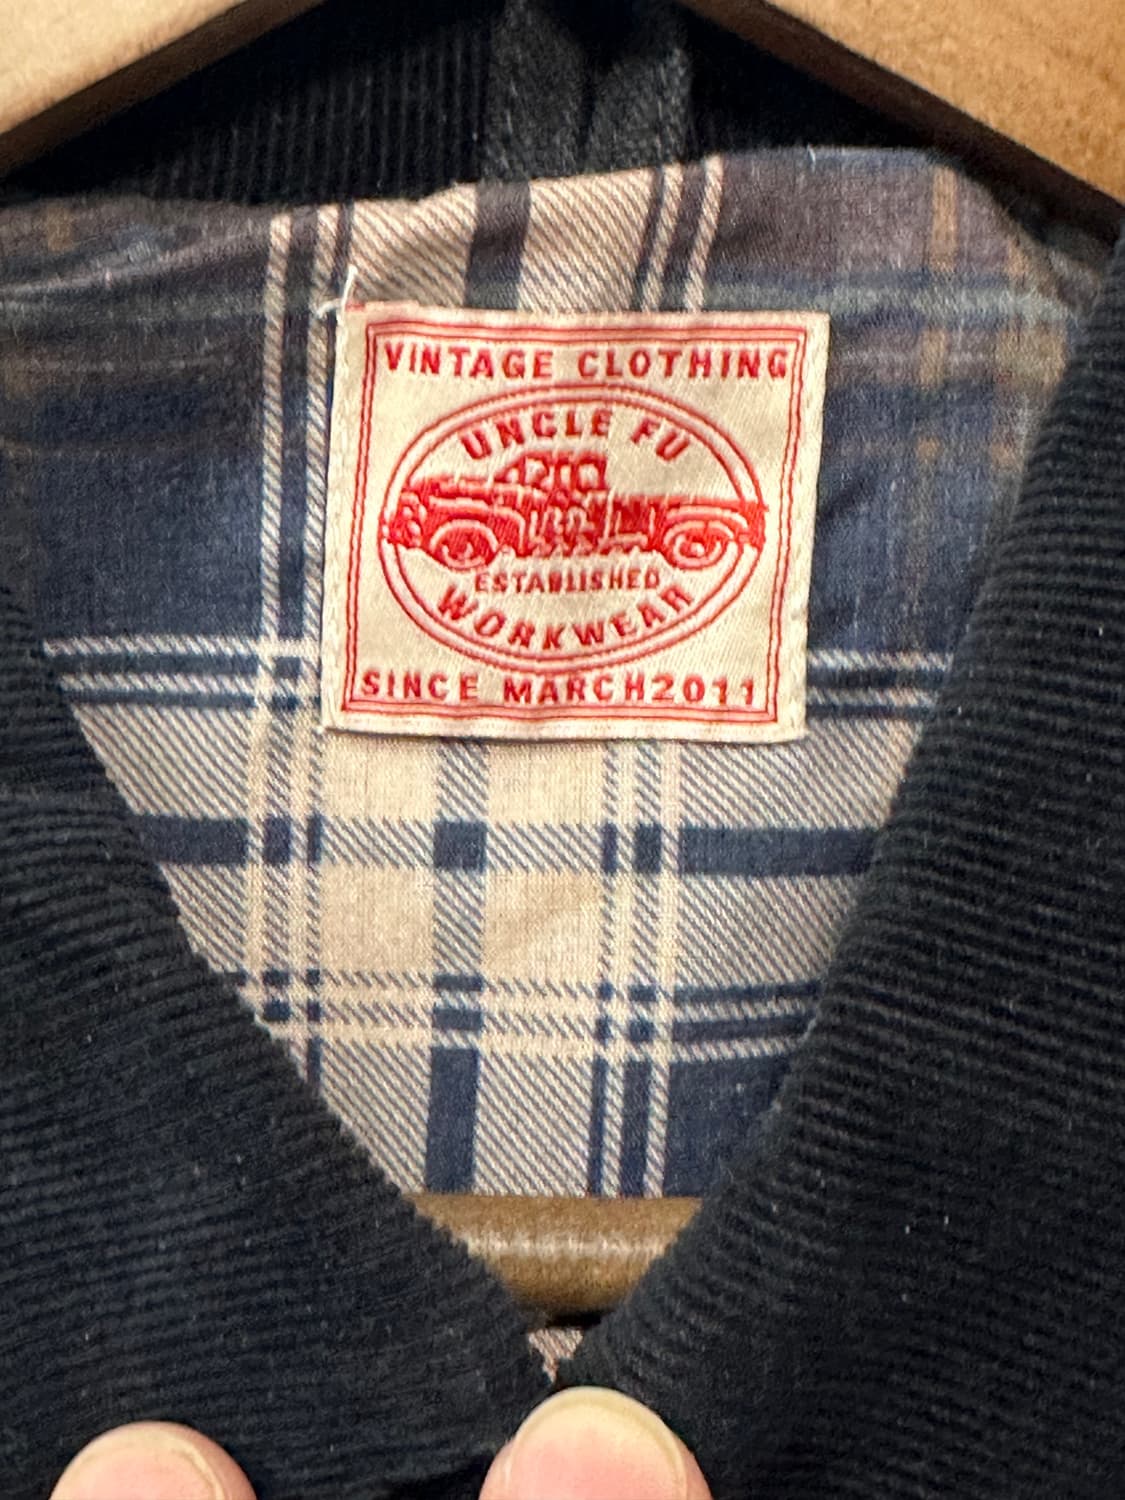 VINTAGE CLOTHING
UNCLE FU
ESTABLISHED
WORKWEAR
SINCE MARCH2011